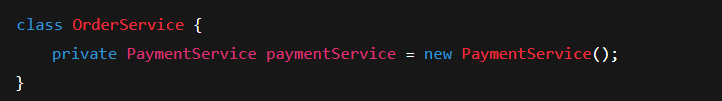 class OrderService {
    private PaymentService paymentService = new PaymentService();
}